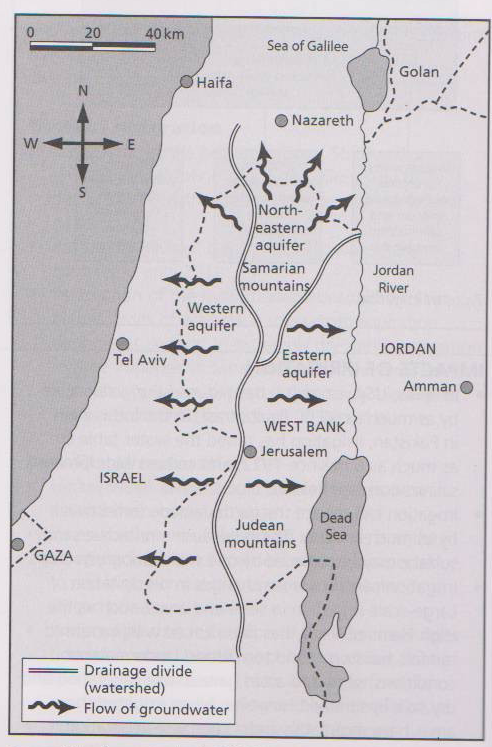 0 20 40 km
Sea of Galilee
Golan
Haifa
N
W E
S
Nazareth
North-
eastern
aquifer
Samarian
mountains
Jordan
River
Western
aquifer
Tel Aviv
Eastern
aquifer
JORDAN
Amman
WEST BANK
Jerusalem
ISRAEL
Dead
Sea
Judean
mountains
GAZA
Drainage divide
(watershed)
Flow of groundwater